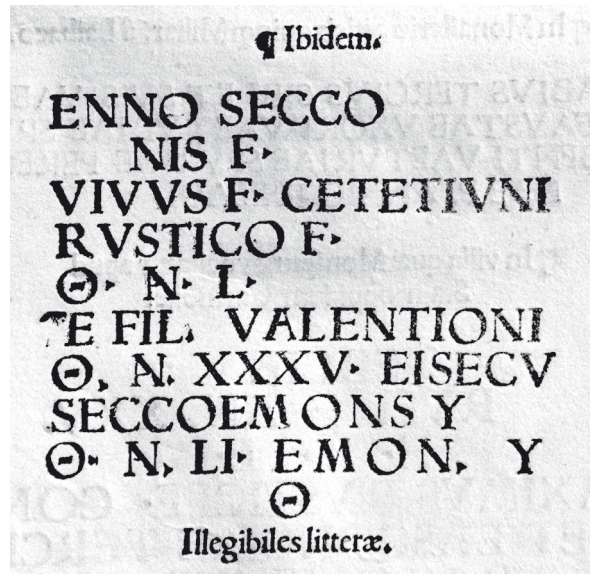 ¶ Ibidem.
ENNO SECCO
NIS F·
VIVVS F· CETETIVNI
RVSTICO F·
Θ· N· L·
TE FIL. VALENTIONI
Θ, N. XXXV· EISECV
SECCOEMONS Y
Θ· N, LI· EMON, Y
Θ
Illegibiles litteræ.